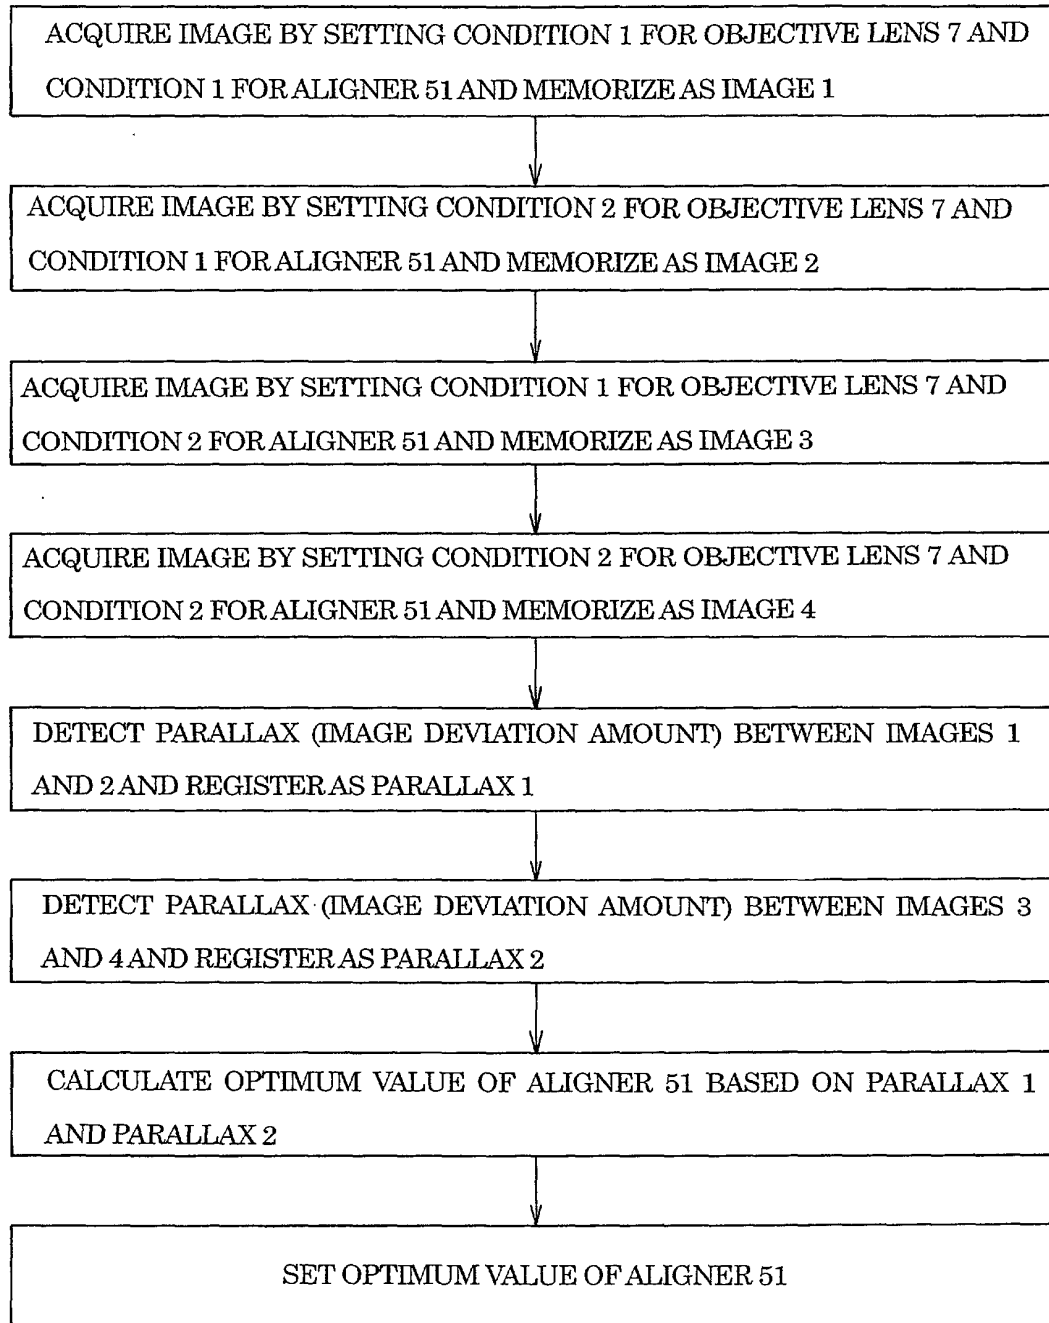 ACQUIRE IMAGE BY SETTING CONDITION 1 FOR OBJECTIVE LENS 7 AND
CONDITION 1 FOR ALIGNER 51 AND MEMORIZE AS IMAGE 1
ACQUIRE IMAGE BY SETTING CONDITION 2 FOR OBJECTIVE LENS 7 AND
CONDITION 1 FOR ALIGNER 51 AND MEMORIZE AS IMAGE 2
ACQUIRE IMAGE BY SETTING CONDITION 1 FOR OBJECTIVE LENS 7 AND
CONDITION 2 FOR ALIGNER 51 AND MEMORIZE AS IMAGE 3
ACQUIRE IMAGE BY SETTING CONDITION 2 FOR OBJECTIVE LENS 7 AND
CONDITION 2 FOR ALIGNER 51 AND MEMORIZE AS IMAGE 4
DETECT PARALLAX (IMAGE DEVIATION AMOUNT) BETWEEN IMAGES 1
AND 2 AND REGISTER AS PARALLAX 1
DETECT PARALLAX (IMAGE DEVIATION AMOUNT) BETWEEN IMAGES 3
AND 4 AND REGISTER AS PARALLAX 2
CALCULATE OPTIMUM VALUE OF ALIGNER 51 BASED ON PARALLAX 1
AND PARALLAX 2
SET OPTIMUM VALUE OF ALIGNER 51